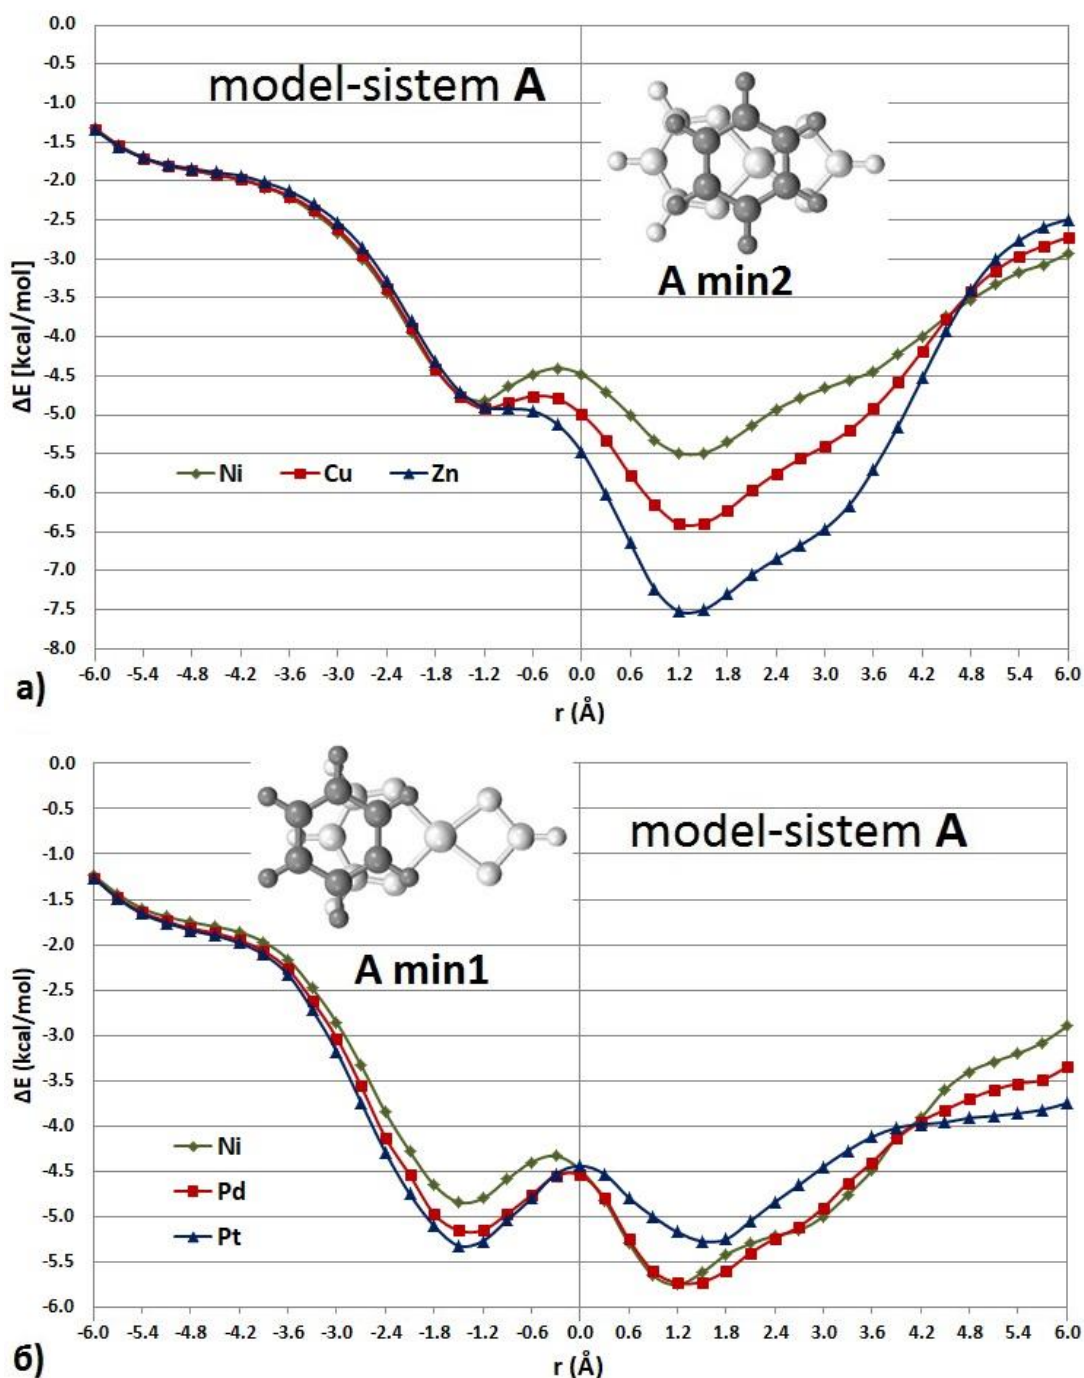 0.0
-0.5
-1.0
-1.5
-2.0
-2.5
-3.0
-3.5
-4.0
-4.5
-5.0
-5.5
-6.0
-6.5
-7.0
-7.5
-8.0
ΔE [kcal/mol]
model-sistem A
A min2
Ni Cu Zn
-6.0 -5.4 -4.8 -4.2 -3.6 -3.0 -2.4 -1.8 -1.2 -0.6 0.0 0.6 1.2 1.8 2.4 3.0 3.6 4.2 4.8 5.4 6.0
a)
r (Å)
0.0
-0.5
-1.0
-1.5
-2.0
-2.5
-3.0
-3.5
-4.0
-4.5
-5.0
-5.5
-6.0
ΔE (kcal/mol)
model-sistem A
A min1
Ni
Pd
Pt
-6.0 -5.4 -4.8 -4.2 -3.6 -3.0 -2.4 -1.8 -1.2 -0.6 0.0 0.6 1.2 1.8 2.4 3.0 3.6 4.2 4.8 5.4 6.0
б)
r (Å)